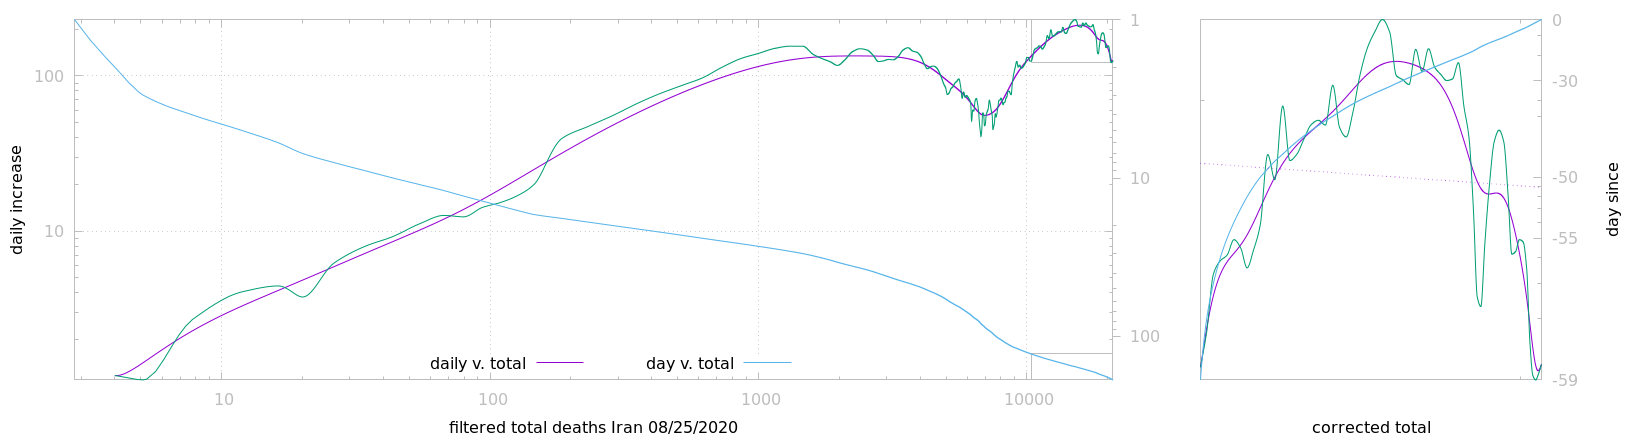 daily increase
100
10
10
100
1000
10000
1
10
100
daily v. total
day v. total
filtered total deaths Iran 08/25/2020
0
-30
-50
-55
-59
day since
corrected total